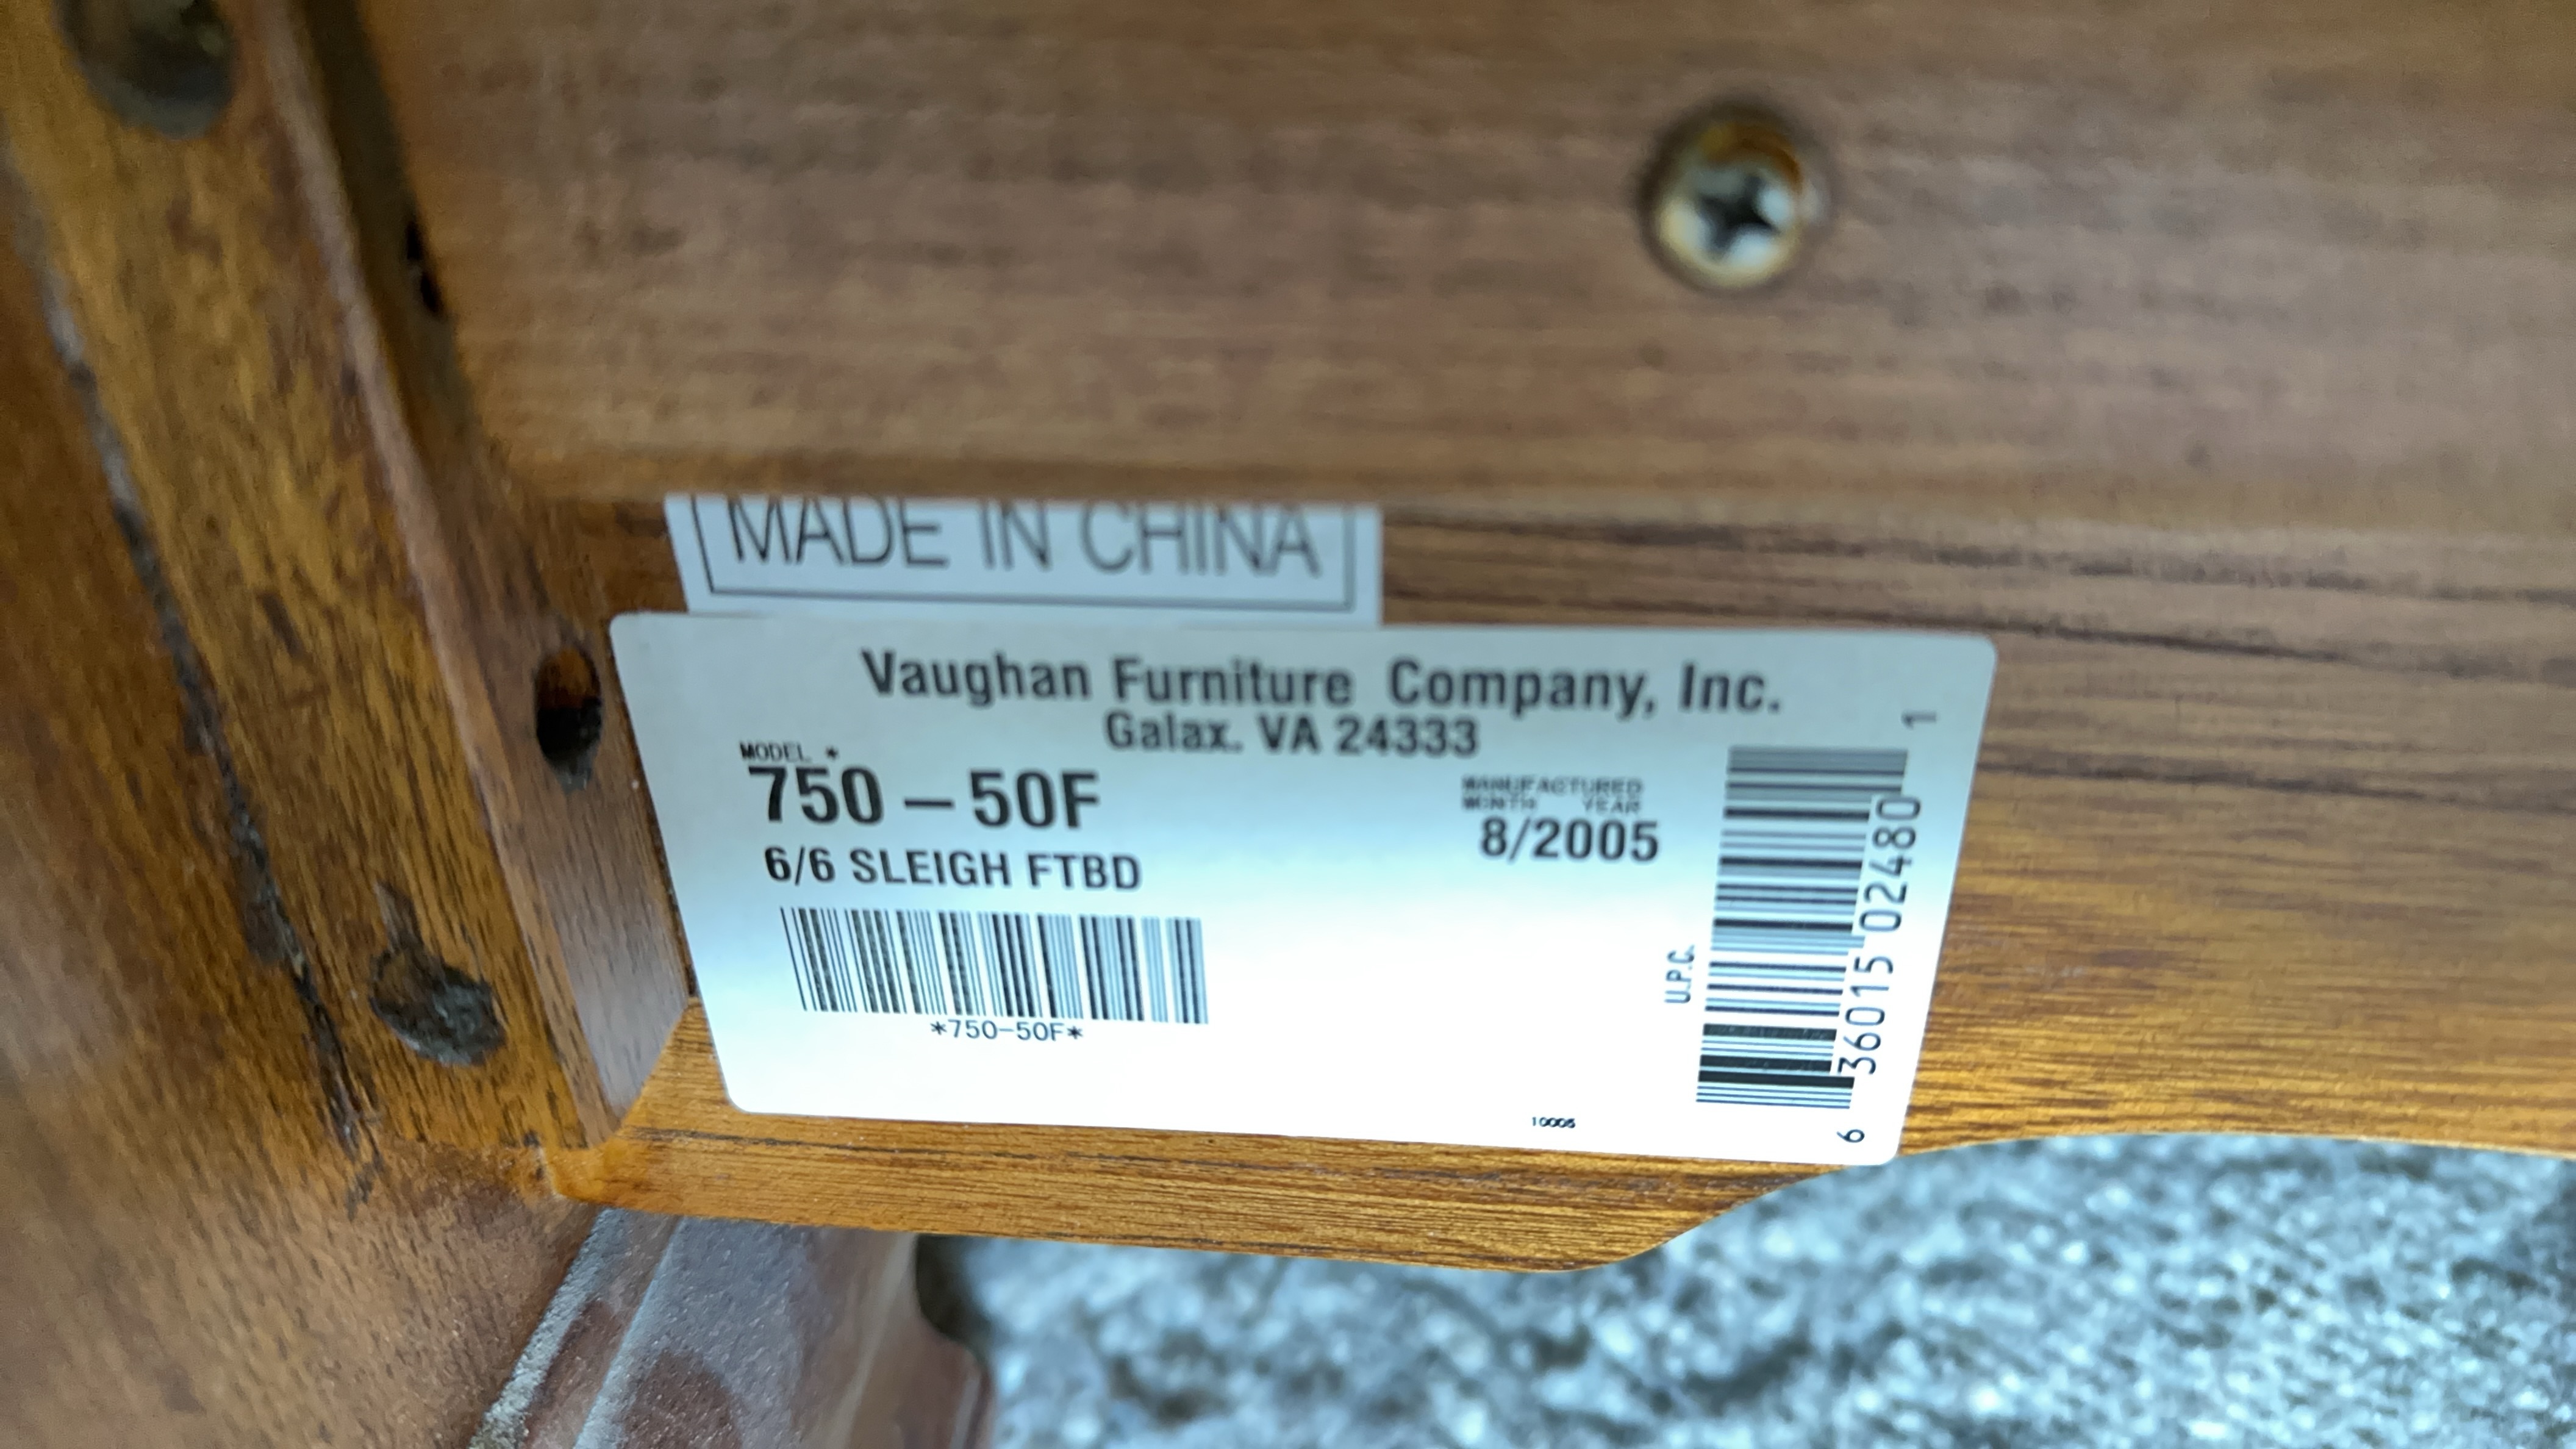 MADE IN CHINA
Vaughan Furniture Company, Inc.
Galax. VA 24333
MODEL *
750 – 50F
6/6 SLEIGH FTBD
*750-50F*
MANUFACTURED
MONTH YEAR
8/2005
U.P.C.
6 36015 02480 1
10005